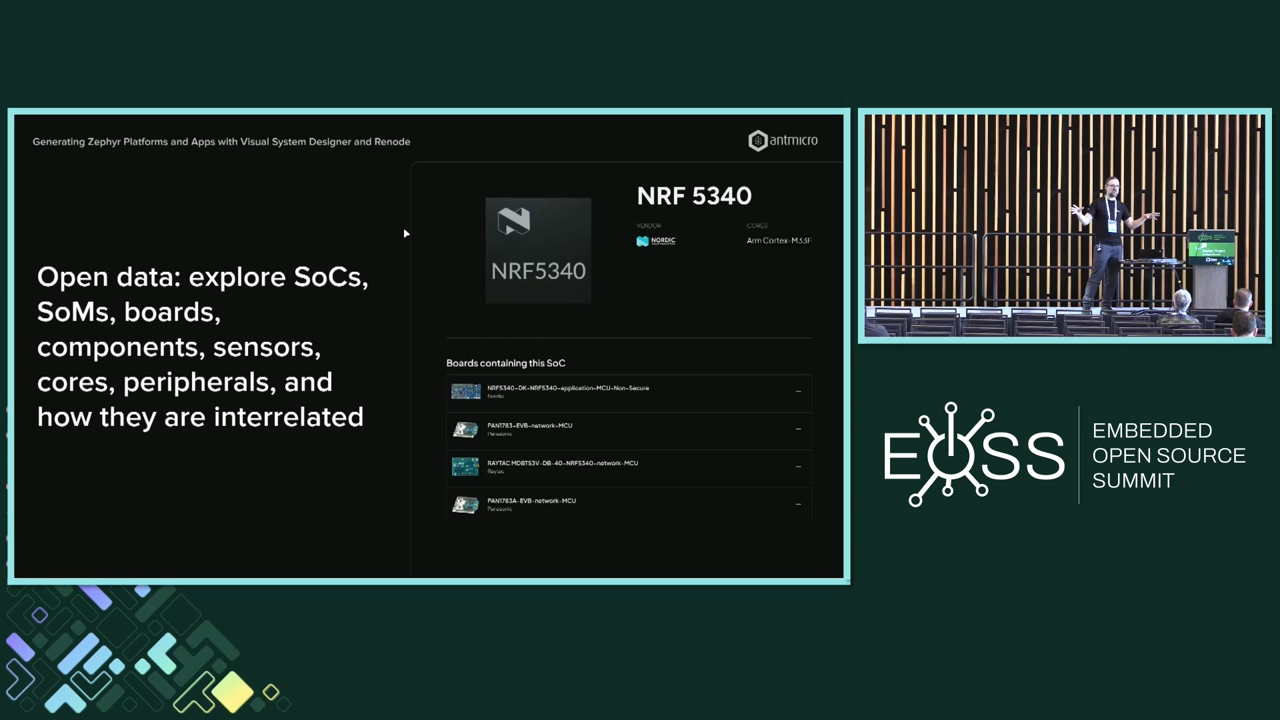 Generating Zephyr Platforms and Apps with Visual System Designer and Renode
antmicro
Open data: explore SoCs,
SoMs, boards,
components, sensors,
cores, peripherals, and
how they are interrelated
NRF5340
NRF 5340
VENDOR
CORES
NORDIC
Arm Cortex-M33F
Boards containing this SoC
NRF5340-DK-NRF5340-application-MCU-Non-Secure
Nordic
PAN1783-EVB-network-MCU
Panasonic
RAYTAC MDBT53V-DB-40-NRF5340-network-MCU
Raytac
PAN1783A-EVB-network-MCU
Panasonic
EOSS
EMBEDDED
OPEN SOURCE
SUMMIT